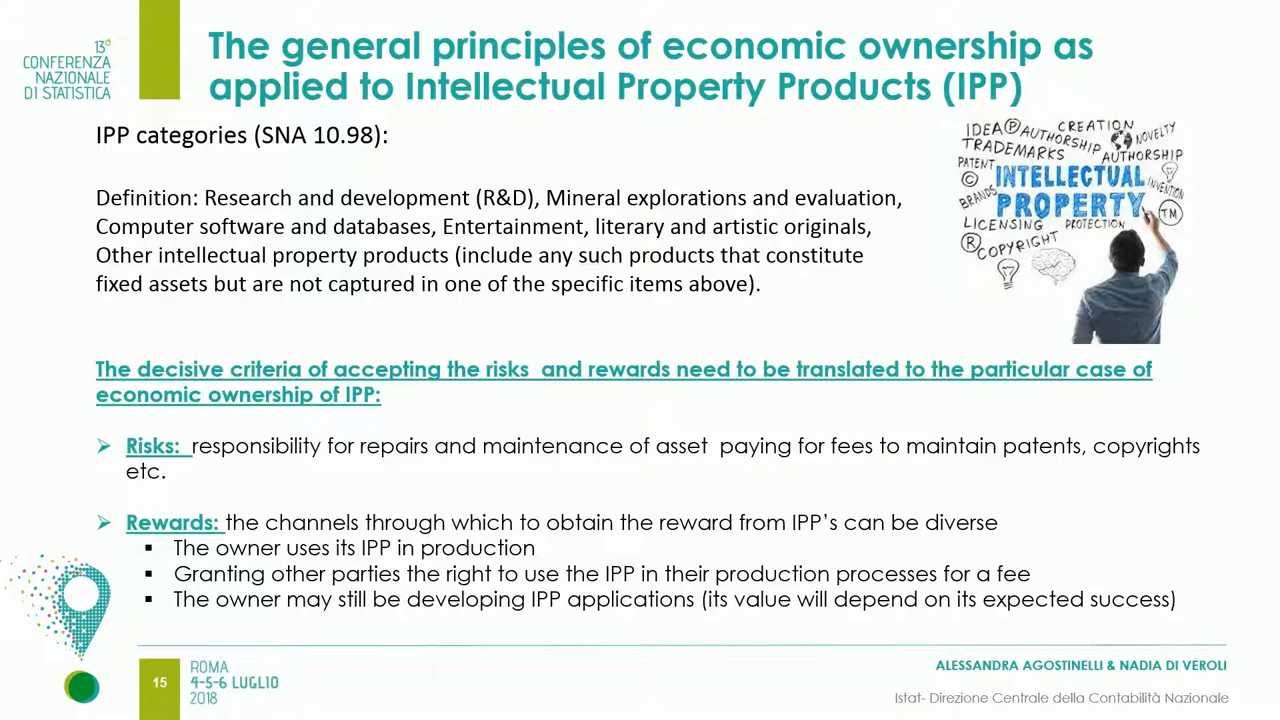 13ª
CONFERENZA
NAZIONALE
DI STATISTICA
The general principles of economic ownership as
applied to Intellectual Property Products (IPP)
IPP categories (SNA 10.98):
Definition: Research and development (R&D), Mineral explorations and evaluation,
Computer software and databases, Entertainment, literary and artistic originals,
Other intellectual property products (include any such products that constitute
fixed assets but are not captured in one of the specific items above).
IDEA Ⓟ CREATION
AUTHORSHIP NOVELTY
TRADEMARKS AUTHORSHIP
PATENT
© INTELLECTUAL INVENTION
BRANDS PROPERTY TM
LICENSING PROTECTION
® COPYRIGHT
The decisive criteria of accepting the risks and rewards need to be translated to the particular case of
economic ownership of IPP:
➢ Risks: responsibility for repairs and maintenance of asset paying for fees to maintain patents, copyrights
etc.
➢ Rewards: the channels through which to obtain the reward from IPP’s can be diverse
▪ The owner uses its IPP in production
▪ Granting other parties the right to use the IPP in their production processes for a fee
▪ The owner may still be developing IPP applications (its value will depend on its expected success)
15
ROMA
4-5-6 LUGLIO
2018
ALESSANDRA AGOSTINELLI & NADIA DI VEROLI
Istat- Direzione Centrale della Contabilità Nazionale